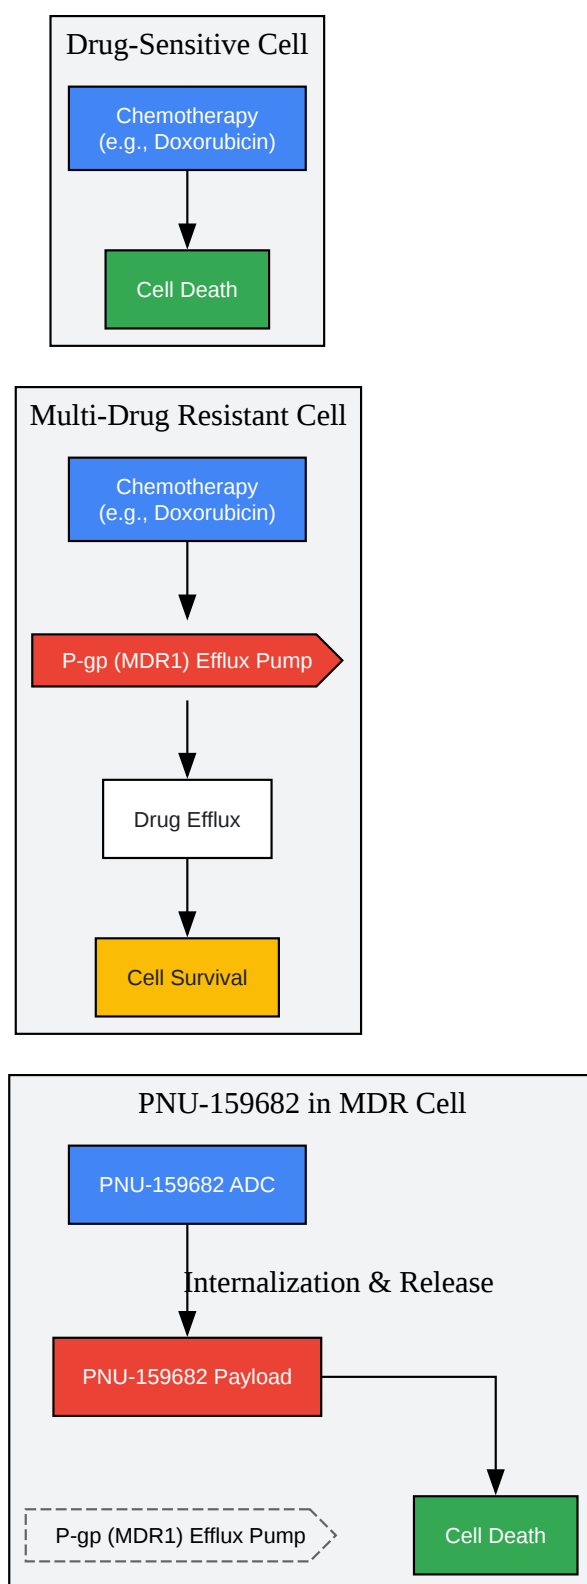 Drug-Sensitive Cell
Chemotherapy
(e.g., Doxorubicin)
Cell Death
Multi-Drug Resistant Cell
Chemotherapy
(e.g., Doxorubicin)
P-gp (MDR1) Efflux Pump
Drug Efflux
Cell Survival
PNU-159682 in MDR Cell
PNU-159682 ADC
Internalization & Release
PNU-159682 Payload
P-gp (MDR1) Efflux Pump
Cell Death